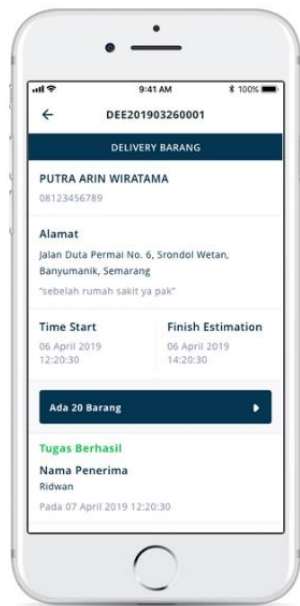 9:41 AM
100%
DEE201903260001
DELIVERY BARANG
PUTRA ARIN WIRATAMA
08123456789
Alamat
Jalan Duta Permai No. 6, Srondol Wetan,
Banyumanik, Semarang
"sebelah rumah sakit ya pak"
Time Start
Finish Estimation
06 April 2019
06 April 2019
12:20:30
14:20:30
Ada 20 Barang
Tugas Berhasil
Nama Penerima
Ridwan
Pada 07 April 2019 12:20:30